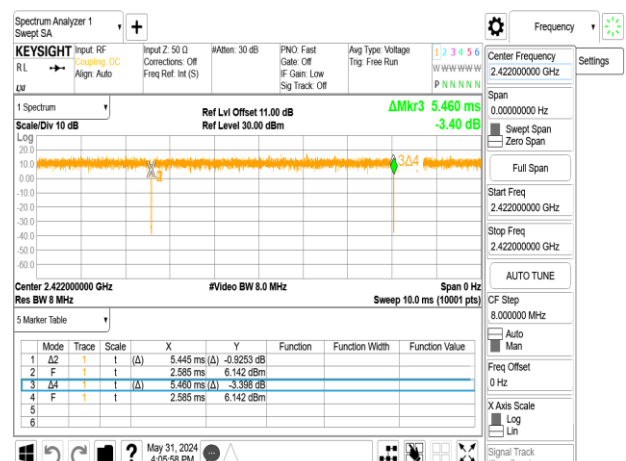 Spectrum Analyzer 1
Swept SA
Frequency
KEYSIGHT
RL
Input: RF
Coupling: DC
Align: Auto
Input Z: 50 Ω
Corrections: Off
Freq Ref: Int (S)
#Atten: 30 dB
PNO: Fast
Gate: Off
IF Gain: Low
Sig Track: Off
Avg Type: Voltage
Trig: Free Run
1 2 3 4 5 6
W W W W W W
P N N N N N
Settings
1 Spectrum
Scale/Div 10 dB
Ref Lvl Offset 11.00 dB
Ref Level 30.00 dBm
ΔMkr3 5.460 ms
-3.40 dB
Log
20.0
10.0
0.00
-10.0
-20.0
-30.0
-40.0
-50.0
-60.0
3Δ4
Center 2.422000000 GHz
Res BW 8 MHz
#Video BW 8.0 MHz
Span 0 Hz
Sweep 10.0 ms (10001 pts)
5 Marker Table
Mode Trace Scale X Y Function Function Width Function Value
1 Δ2 1 t (Δ) 5.445 ms (Δ) -0.9253 dB
2 F 1 t 2.585 ms 6.142 dBm
3 Δ4 1 t (Δ) 5.460 ms (Δ) -3.398 dB
4 F 1 t 2.585 ms 6.142 dBm
5
6
May 31, 2024
4:05:58 PM
Center Frequency
2.422000000 GHz
Span
0.00000000 Hz
Swept Span
Zero Span
Full Span
Start Freq
2.422000000 GHz
Stop Freq
2.422000000 GHz
AUTO TUNE
CF Step
8.000000 MHz
Auto
Man
Freq Offset
0 Hz
X Axis Scale
Log
Lin
Signal Track